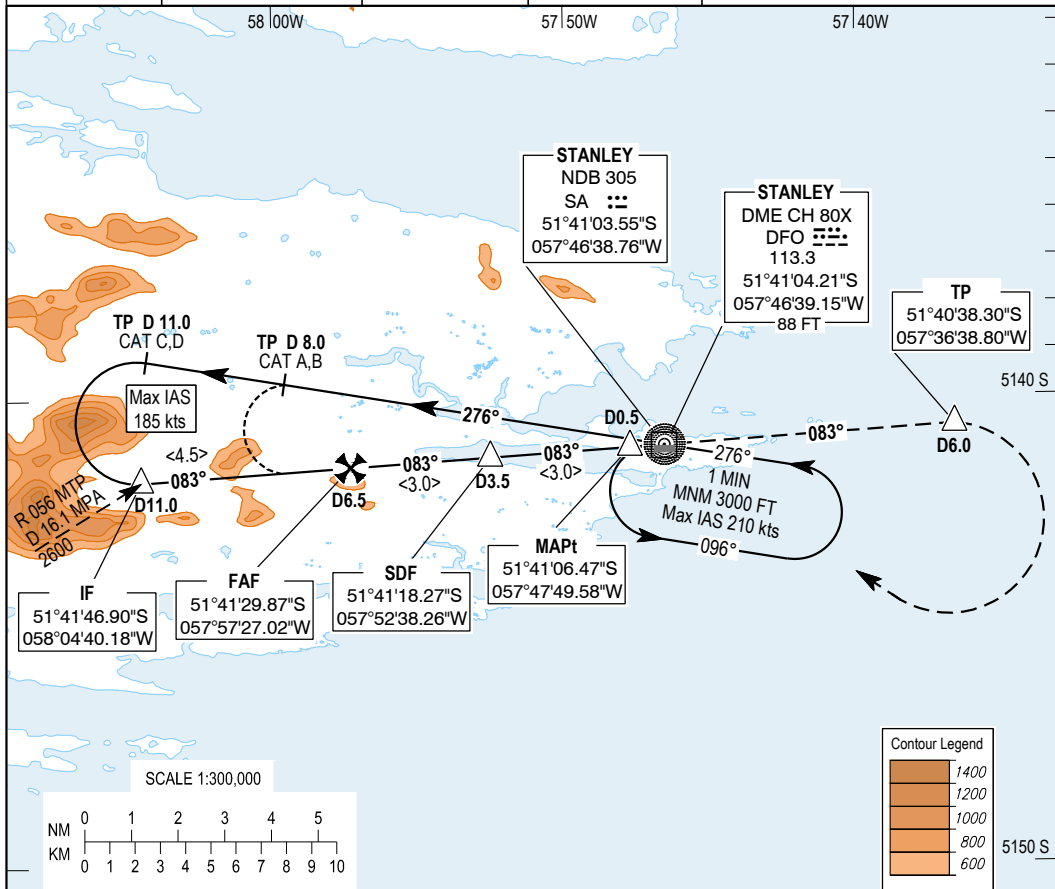 58 00W
57 50W
57 40W
STANLEY
NDB 305
SA
51°41'03.55"S
057°46'38.76"W
STANLEY
DME CH 80X
DFO
113.3
51°41'04.21"S
057°46'39.15"W
88 FT
TP
51°40'38.30"S
057°36'38.80"W
TP D 11.0
CAT C,D
TP D 8.0
CAT A,B
Max IAS
185 kts
5140 S
276°
D0.5
083°
D6.0
<4.5>
083°
D11.0
D6.5
083°
<3.0>
D3.5
083°
<3.0>
276°
1 MIN
MNM 3000 FT
Max IAS 210 kts
096°
R 056 MTP
D 16.1 MPA
2600
IF
51°41'46.90"S
058°04'40.18"W
FAF
51°41'29.87"S
057°57'27.02"W
SDF
51°41'18.27"S
057°52'38.26"W
MAPt
51°41'06.47"S
057°47'49.58"W
SCALE 1:300,000
NM 0 1 2 3 4 5
KM 0 1 2 3 4 5 6 7 8 9 10
Contour Legend
1400
1200
1000
800
600
5150 S